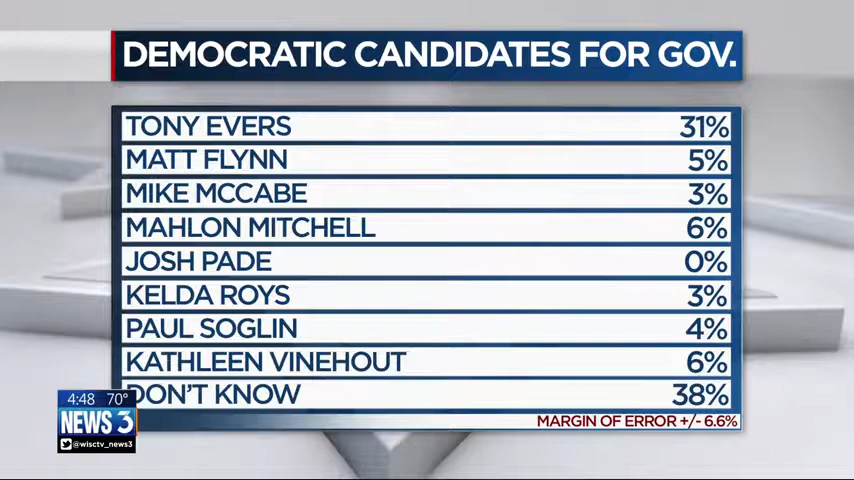 DEMOCRATIC CANDIDATES FOR GOV.
TONY EVERS 31%
MATT FLYNN 5%
MIKE MCCABE 3%
MAHLON MITCHELL 6%
JOSH PADE 0%
KELDA ROYS 3%
PAUL SOGLIN 4%
KATHLEEN VINEHOUT 6%
DON'T KNOW 38%
MARGIN OF ERROR +/- 6.6%
4:48 70°
NEWS 3
@wisctv_news3